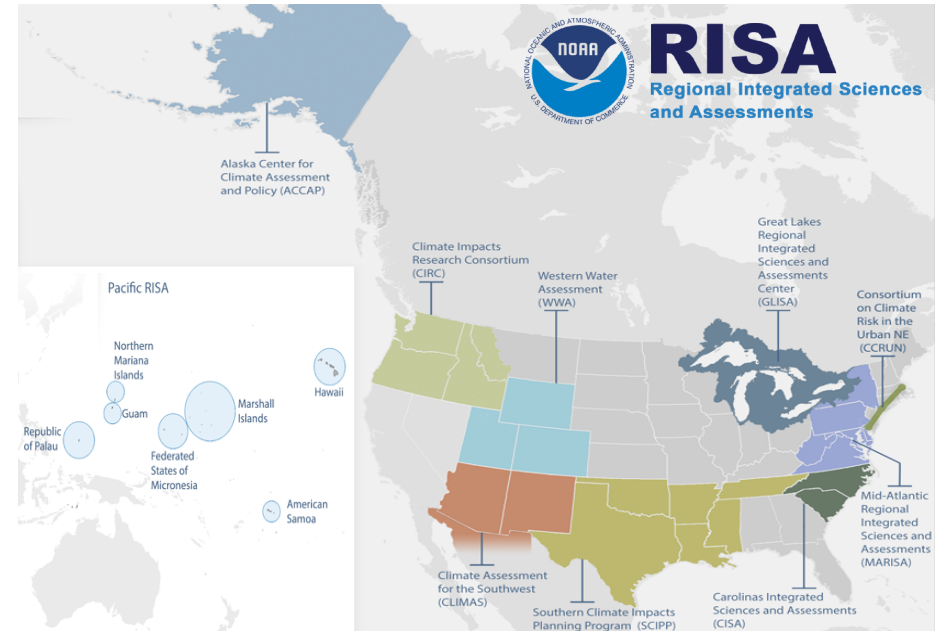 NATIONAL OCEANIC AND ATMOSPHERIC ADMINISTRATION
NOAA
U.S. DEPARTMENT OF COMMERCE
RISA
Regional Integrated Sciences
and Assessments
Alaska Center for
Climate Assessment
and Policy (ACCAP)
Climate Impacts
Research Consortium
(CIRC)
Western Water
Assessment
(WWA)
Great Lakes
Regional
Integrated
Sciences and
Assessments
Center
(GLISA)
Consortium
on Climate
Risk in the
Urban NE
(CCRUN)
Pacific RISA
Northern
Mariana
Islands
Guam
Republic
of Palau
Marshall
Islands
Federated
States of
Micronesia
Hawaii
American
Samoa
Mid-Atlantic
Regional
Integrated
Sciences and
Assessments
(MARISA)
Climate Assessment
for the Southwest
(CLIMAS)
Southern Climate Impacts
Planning Program (SCIPP)
Carolinas Integrated
Sciences and Assessments
(CISA)